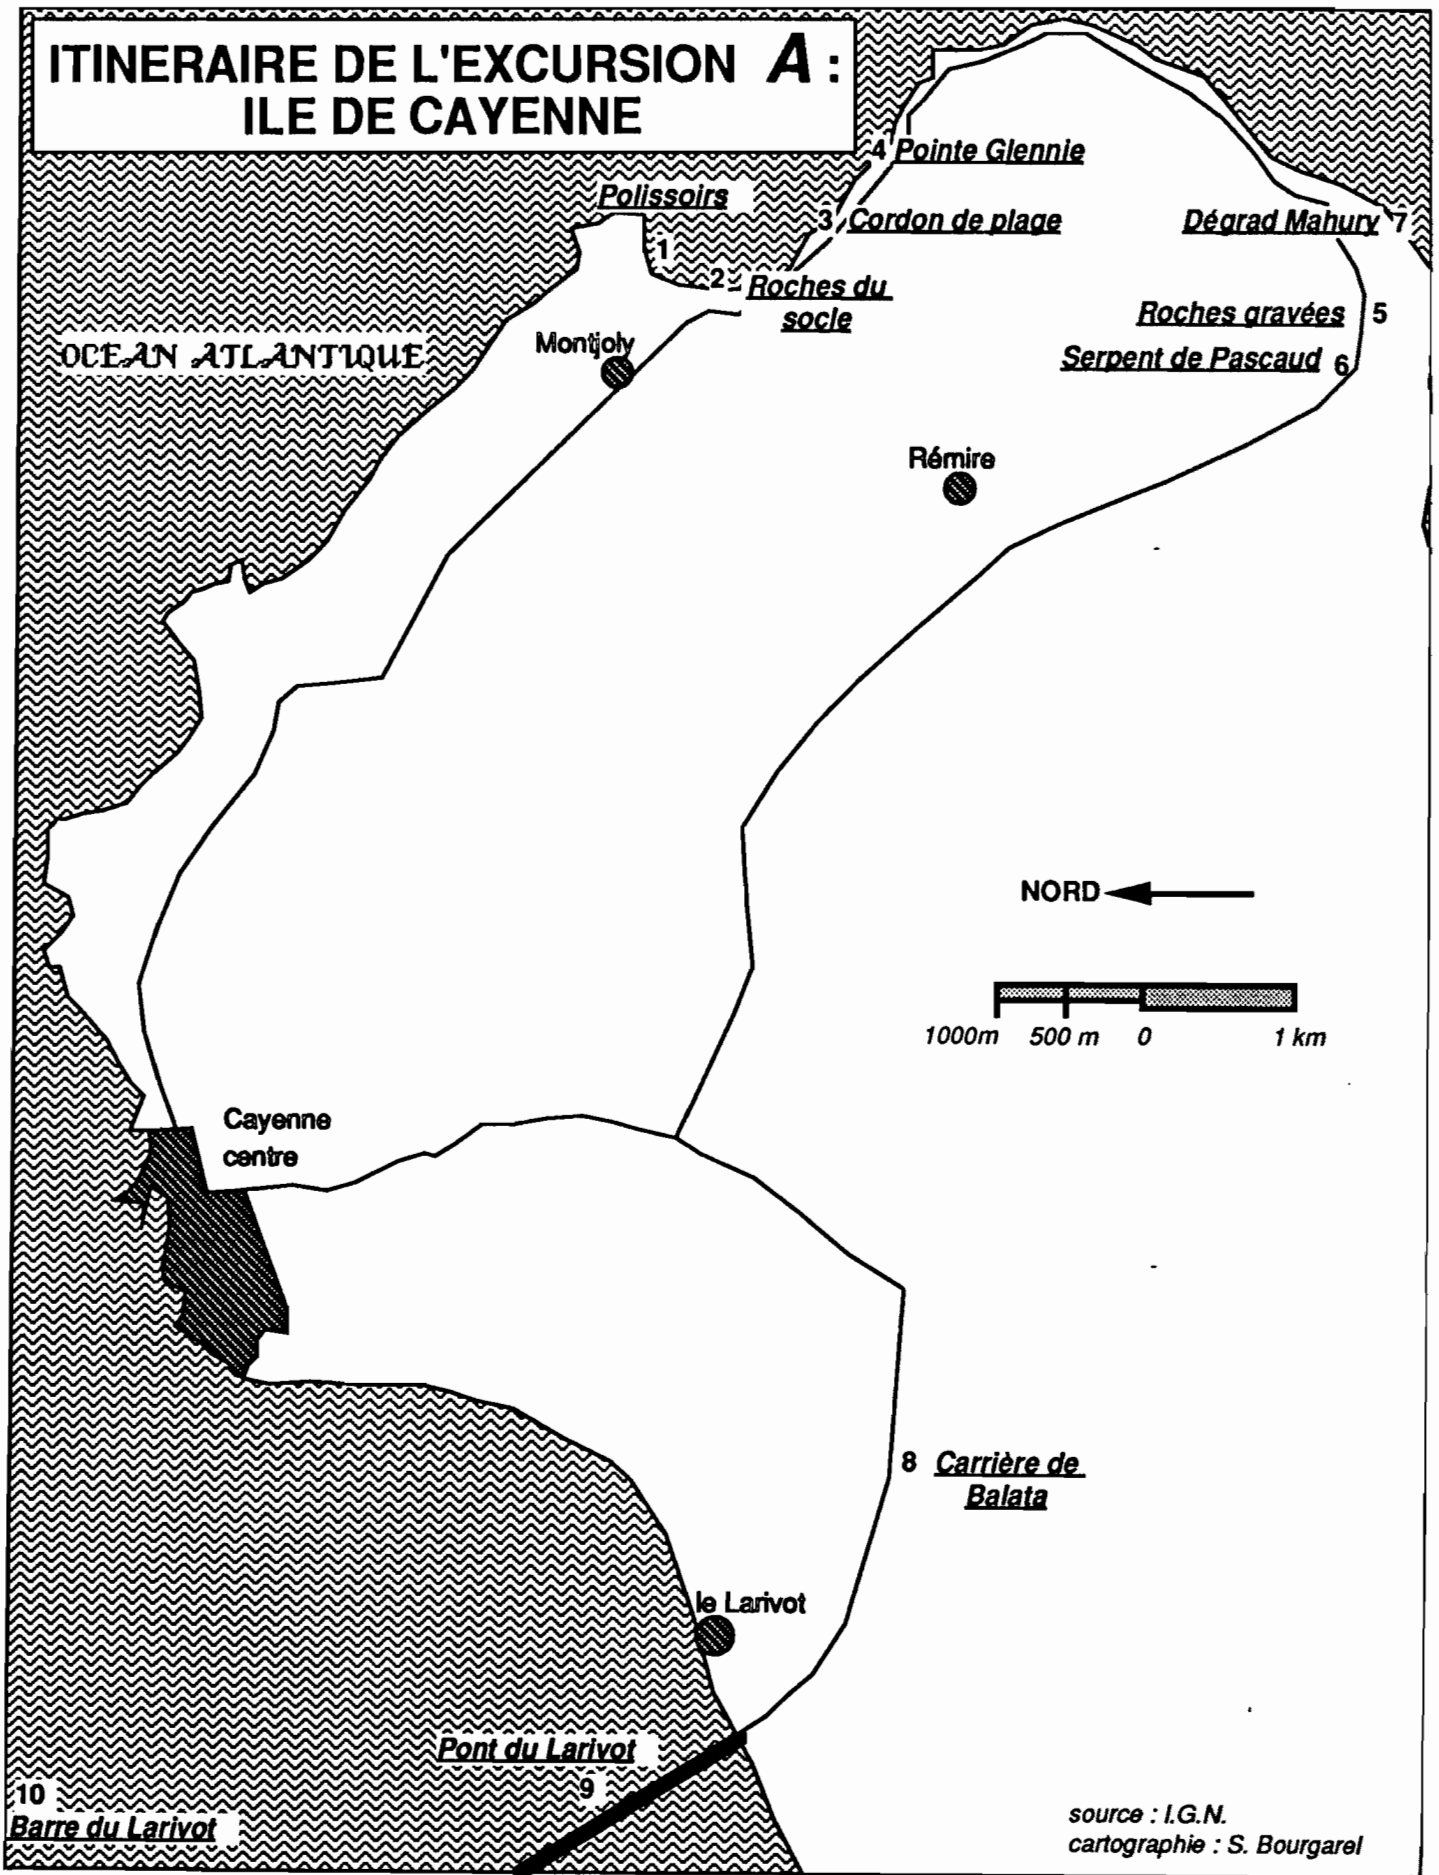 ITINERAIRE DE L'EXCURSION A :
ILE DE CAYENNE
4 Pointe Glennie
Polissoirs
3 Cordon de plage
Dégrad Mahury 7
1
2 Roches du
socle
Roches gravées 5
Montjoly
OCEAN ATLANTIQUE
Serpent de Pascaud 6
Rémire
NORD
1000m 500 m 0 1 km
Cayenne
centre
8 Carrière de
Balata
le Larivot
Pont du Larivot
9
10
Barre du Larivot
source : I.G.N.
cartographie : S. Bourgarel